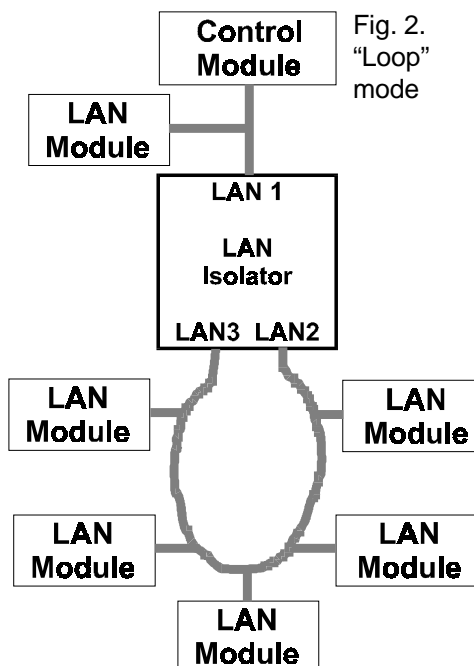 Control
Module
Fig. 2.
“Loop”
mode
LAN
Module
LAN 1
LAN
Isolator
LAN3 LAN2
LAN
Module
LAN
Module
LAN
Module
LAN
Module
LAN
Module